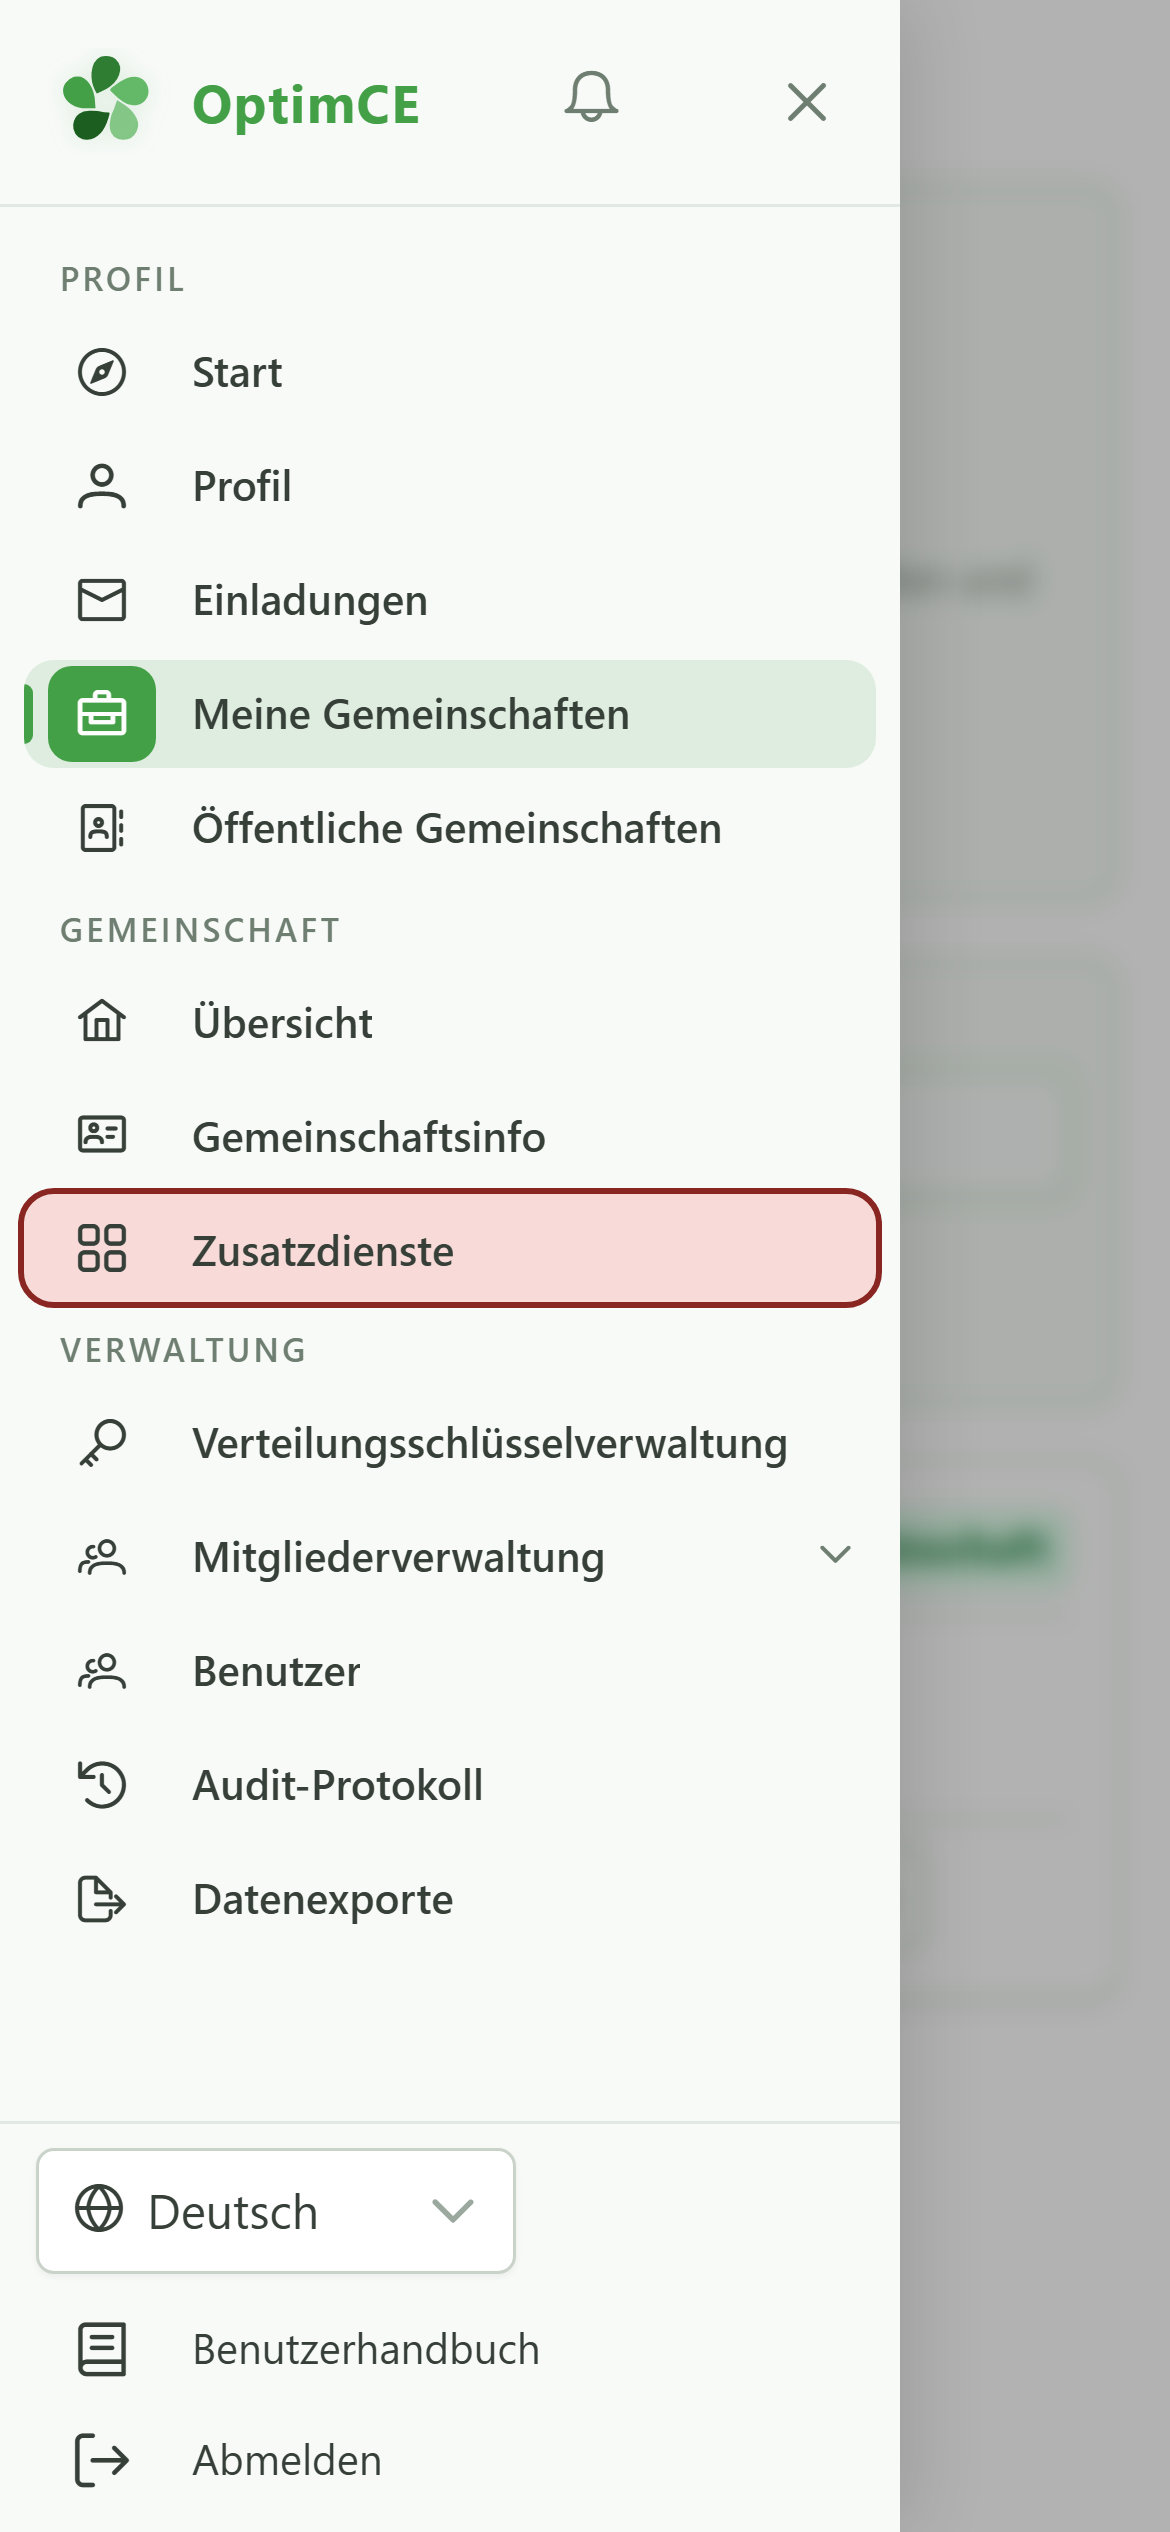 OptimCE
PROFIL
Start
Profil
Einladungen
Meine Gemeinschaften
Öffentliche Gemeinschaften
GEMEINSCHAFT
Übersicht
Gemeinschaftsinfo
Zusatzdienste
VERWALTUNG
Verteilungsschlüsselverwaltung
Mitgliederverwaltung
Benutzer
Audit-Protokoll
Datenexporte
Deutsch
Benutzerhandbuch
Abmelden